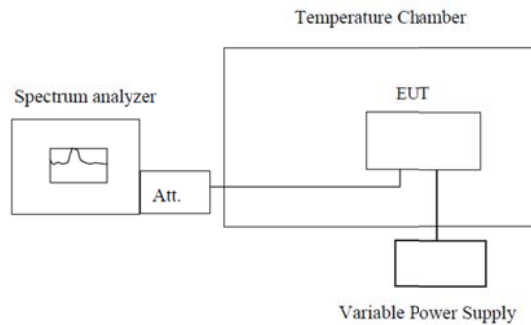 Temperature Chamber
Spectrum analyzer
EUT
Att.
Variable Power Supply